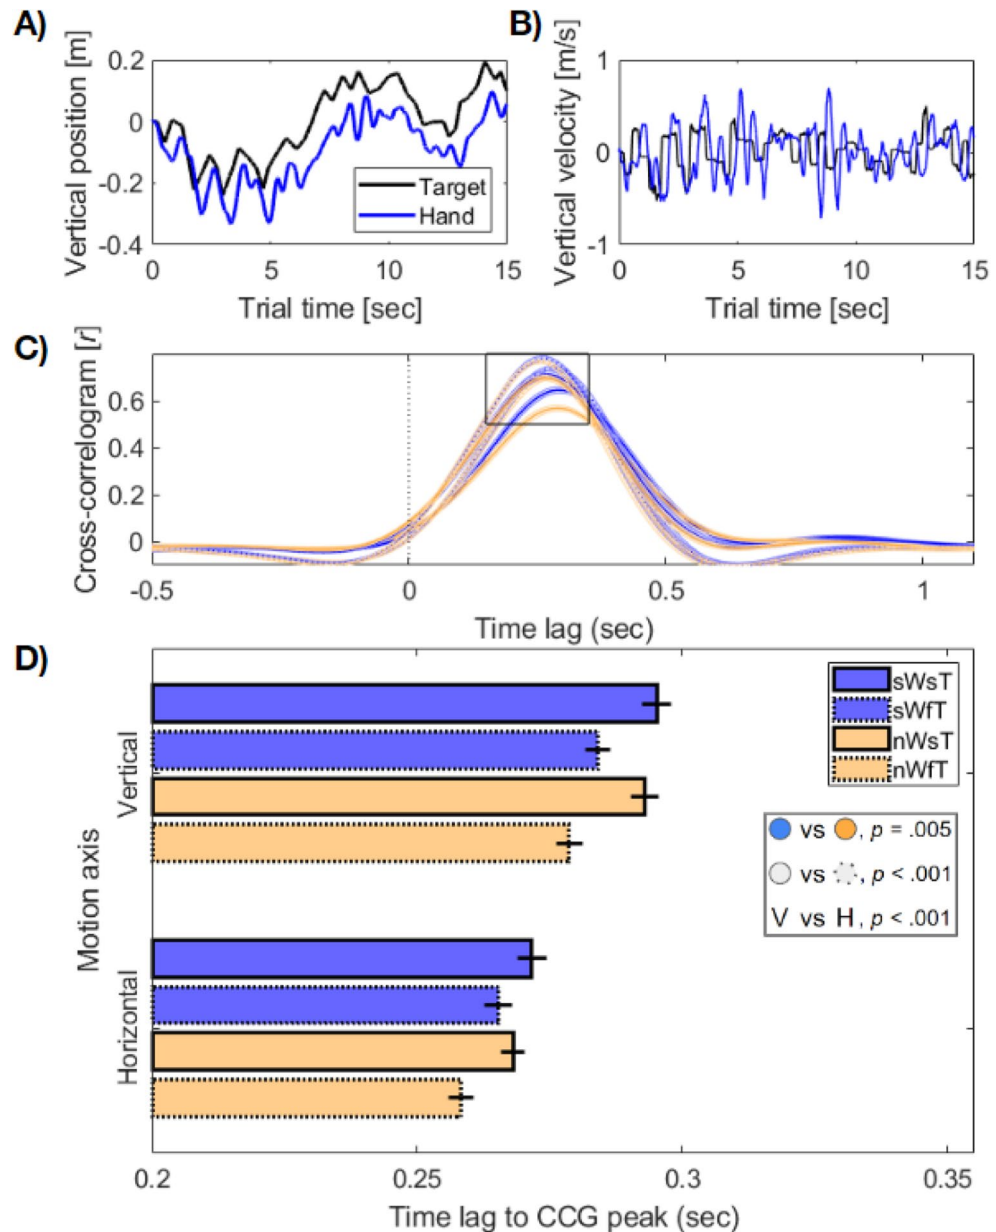 A)
Vertical position [m]
0.2
0
-0.2
-0.4
Target
Hand
0
5
10
15
Trial time [sec]
B)
Vertical velocity [m/s]
1
0
-1
0
5
10
15
Trial time [sec]
C)
Cross-correlogram [r]
0.6
0.4
0.2
0
-0.5
0
0.5
1
Time lag (sec)
D)
Motion axis
Vertical
Horizontal
sWsT
sWfT
nWsT
nWfT
vs , p = .005
vs , p < .001
V vs H , p < .001
0.2
0.25
0.3
0.35
Time lag to CCG peak (sec)